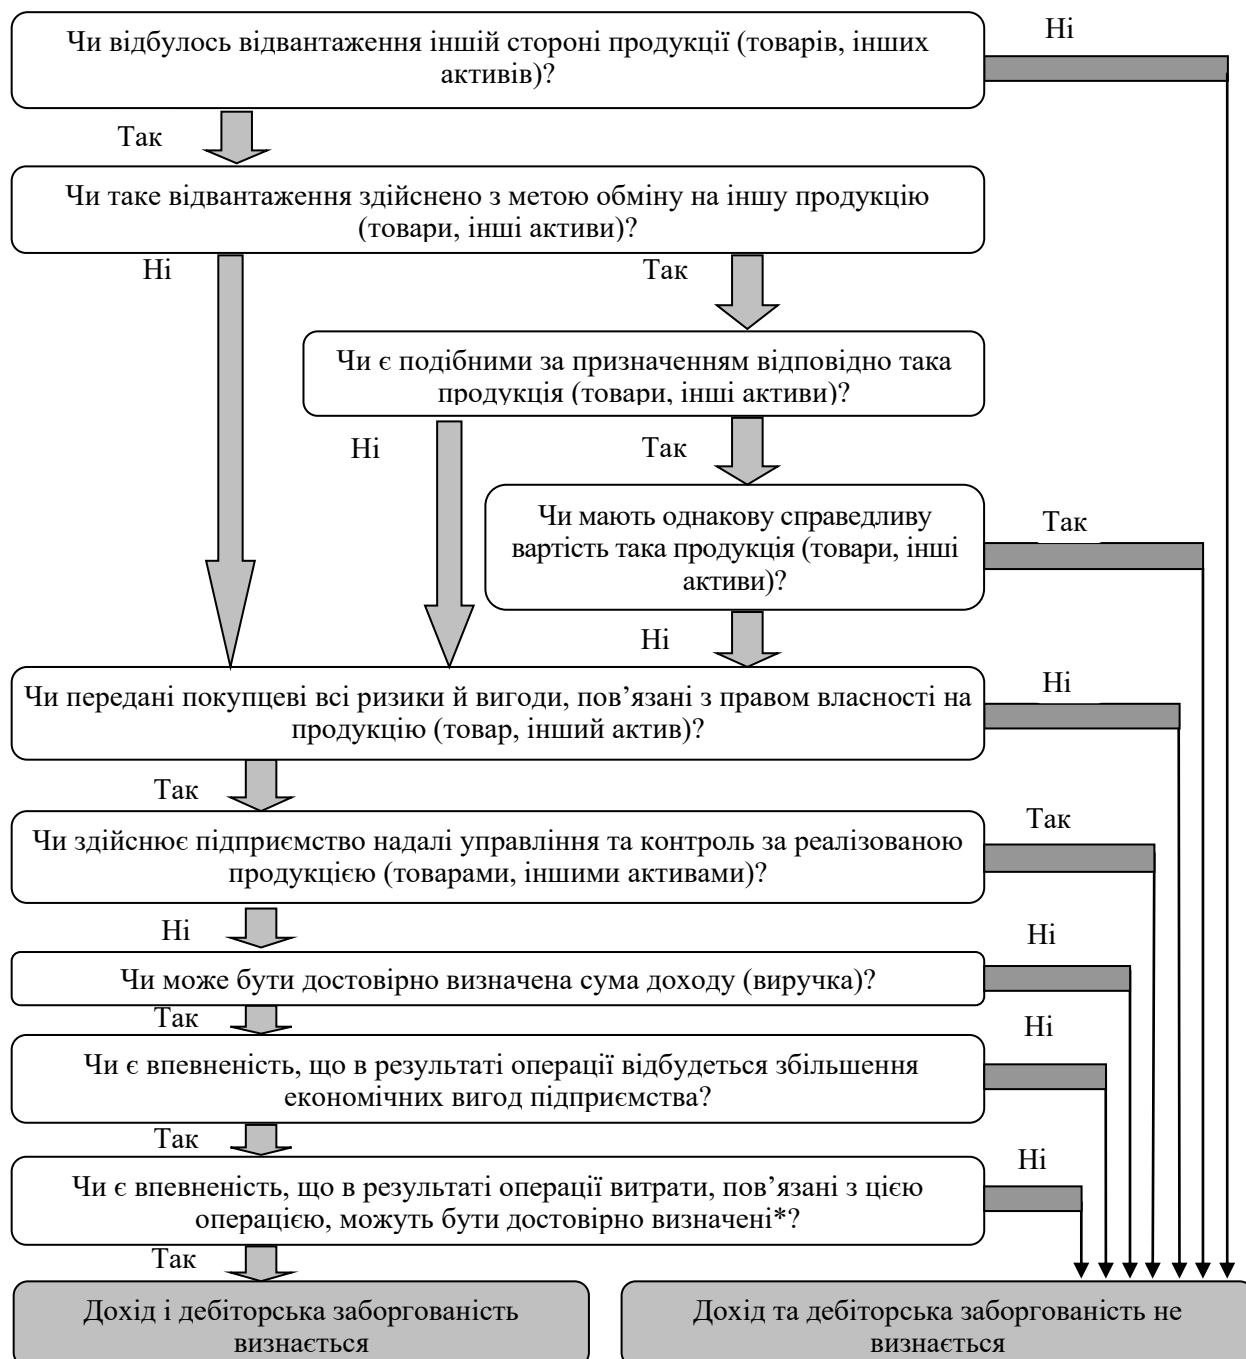 Чи відбулось відвантаження іншій стороні продукції (товарів, інших
активів)?
Ні
Так
Чи таке відвантаження здійснено з метою обміну на іншу продукцію
(товари, інші активи)?
Ні
Так
Чи є подібними за призначенням відповідно така
продукція (товари, інші активи)?
Ні
Так
Чи мають однакову справедливу
вартість така продукція (товари, інші
активи)?
Так
Ні
Чи передані покупцеві всі ризики й вигоди, пов’язані з правом власності на
продукцію (товар, інший актив)?
Ні
Так
Чи здійснює підприємство надалі управління та контроль за реалізованою
продукцією (товарами, іншими активами)?
Так
Ні
Чи може бути достовірно визначена сума доходу (виручка)?
Ні
Так
Чи є впевненість, що в результаті операції відбудеться збільшення
економічних вигод підприємства?
Ні
Так
Чи є впевненість, що в результаті операції витрати, пов’язані з цією
операцією, можуть бути достовірно визначені*?
Ні
Так
Дохід і дебіторська заборгованість
визнається
Дохід та дебіторська заборгованість не
визнається